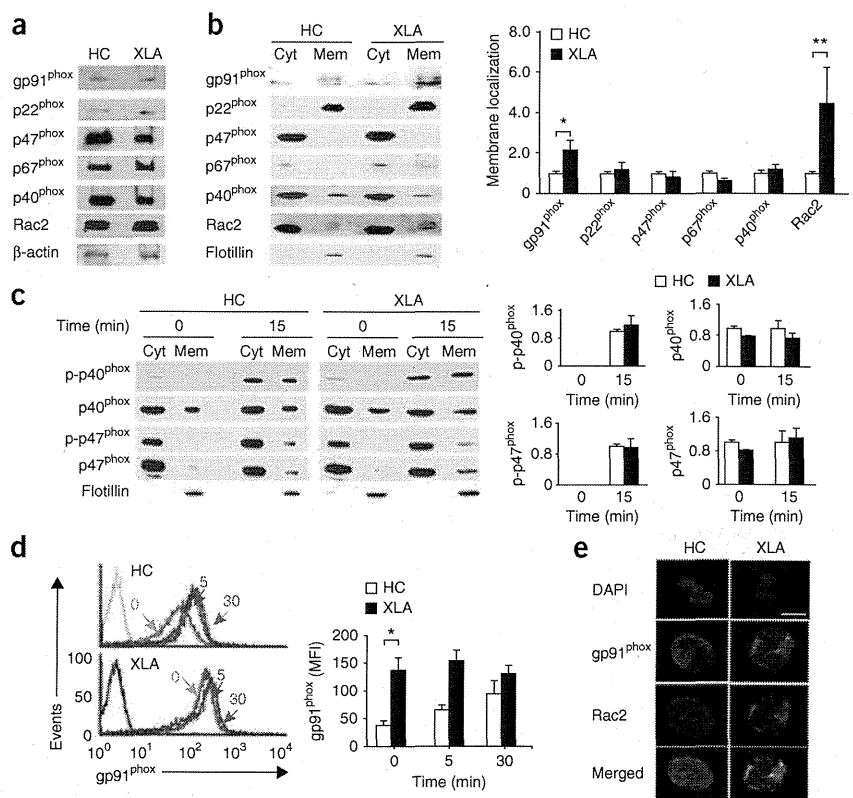 a
HC XLA
gp91phox
p22phox
p47phox
p67phox
p40phox
Rac2
β-actin
b
HC XLA
Cyt Mem Cyt Mem
gp91phox
p22phox
p47phox
p67phox
p40phox
Rac2
Flotillin
HC
XLA
Membrane localization
8.0
6.0
4.0
2.0
0
*
**
gp91phox
p22phox
p47phox
p67phox
p40phox
Rac2
c
HC XLA
Time (min) 0 15 0 15
Cyt Mem Cyt Mem Cyt Mem Cyt Mem
p-p40phox
p40phox
p-p47phox
p47phox
Flotillin
HC XLA
p-p40phox
1.6
0.8
0
0 15
Time (min)
p40phox
1.6
0.8
0
0 15
Time (min)
p-p47phox
1.6
0.8
0
0 15
Time (min)
p47phox
1.6
0.8
0
0 15
Time (min)
d
HC
0 5 30
XLA
0 5 30
Events
100
50
0
100 101 102 103 104
gp91phox
HC
XLA
gp91phox (MFI)
200
150
100
50
0
*
0 5 30
Time (min)
e
HC XLA
DAPI
gp91phox
Rac2
Merged